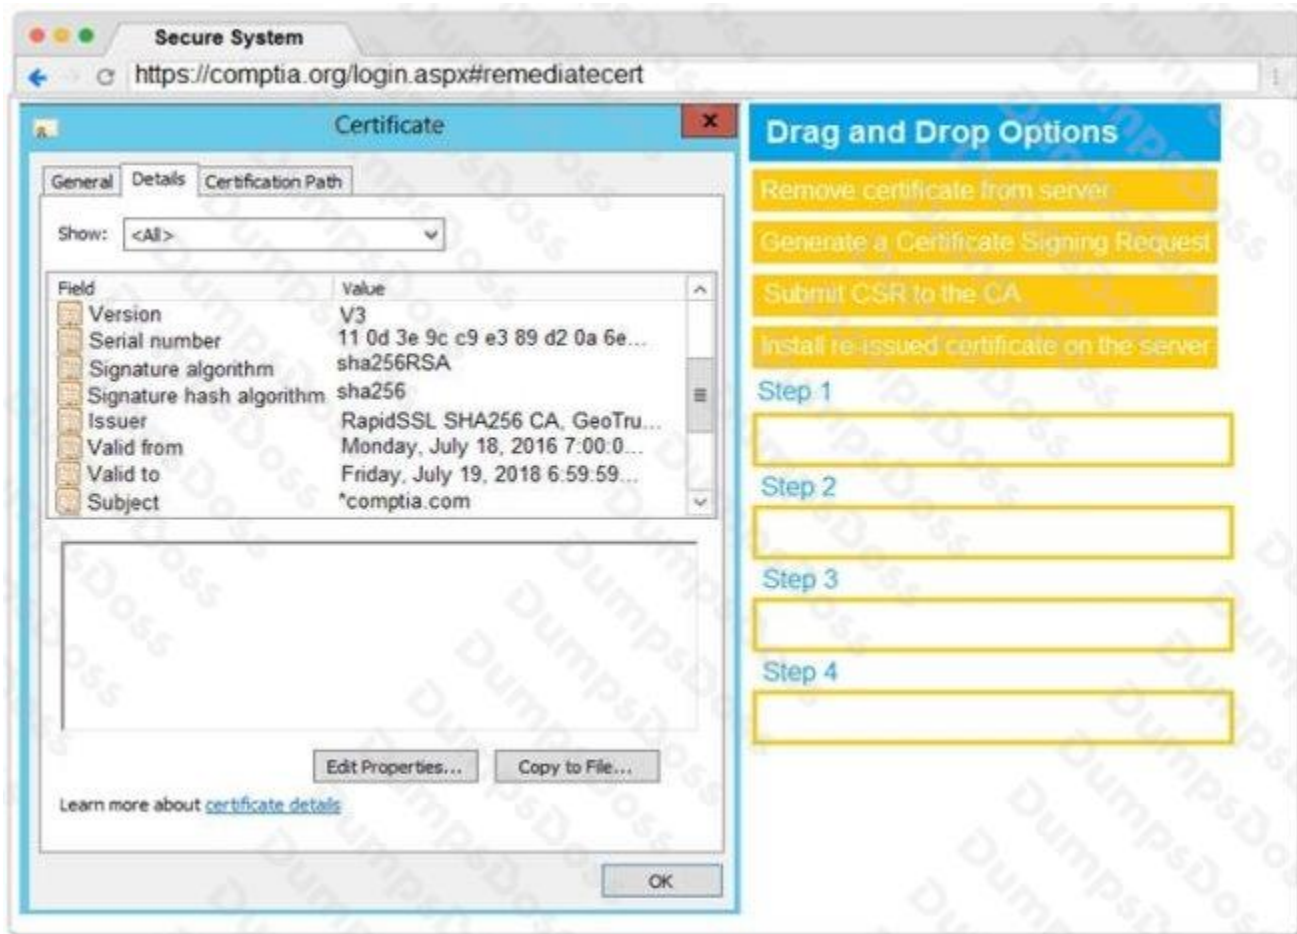 Secure System
https://comptia.org/login.aspx#remediatecert
Certificate
x
General Details Certification Path
Show: <All>
Field Value
Version V3
Serial number 11 0d 3e 9c c9 e3 89 d2 0a 6e...
Signature algorithm sha256RSA
Signature hash algorithm sha256
Issuer RapidSSL SHA256 CA, GeoTru...
Valid from Monday, July 18, 2016 7:00:0...
Valid to Friday, July 19, 2018 6:59:59...
Subject *comptia.com
Edit Properties... Copy to File...
Learn more about certificate details
OK
Drag and Drop Options
Remove certificate from server
Generate a Certificate Signing Request
Submit CSR to the CA
Install re-issued certificate on the server
Step 1
Step 2
Step 3
Step 4
DumpsDoss